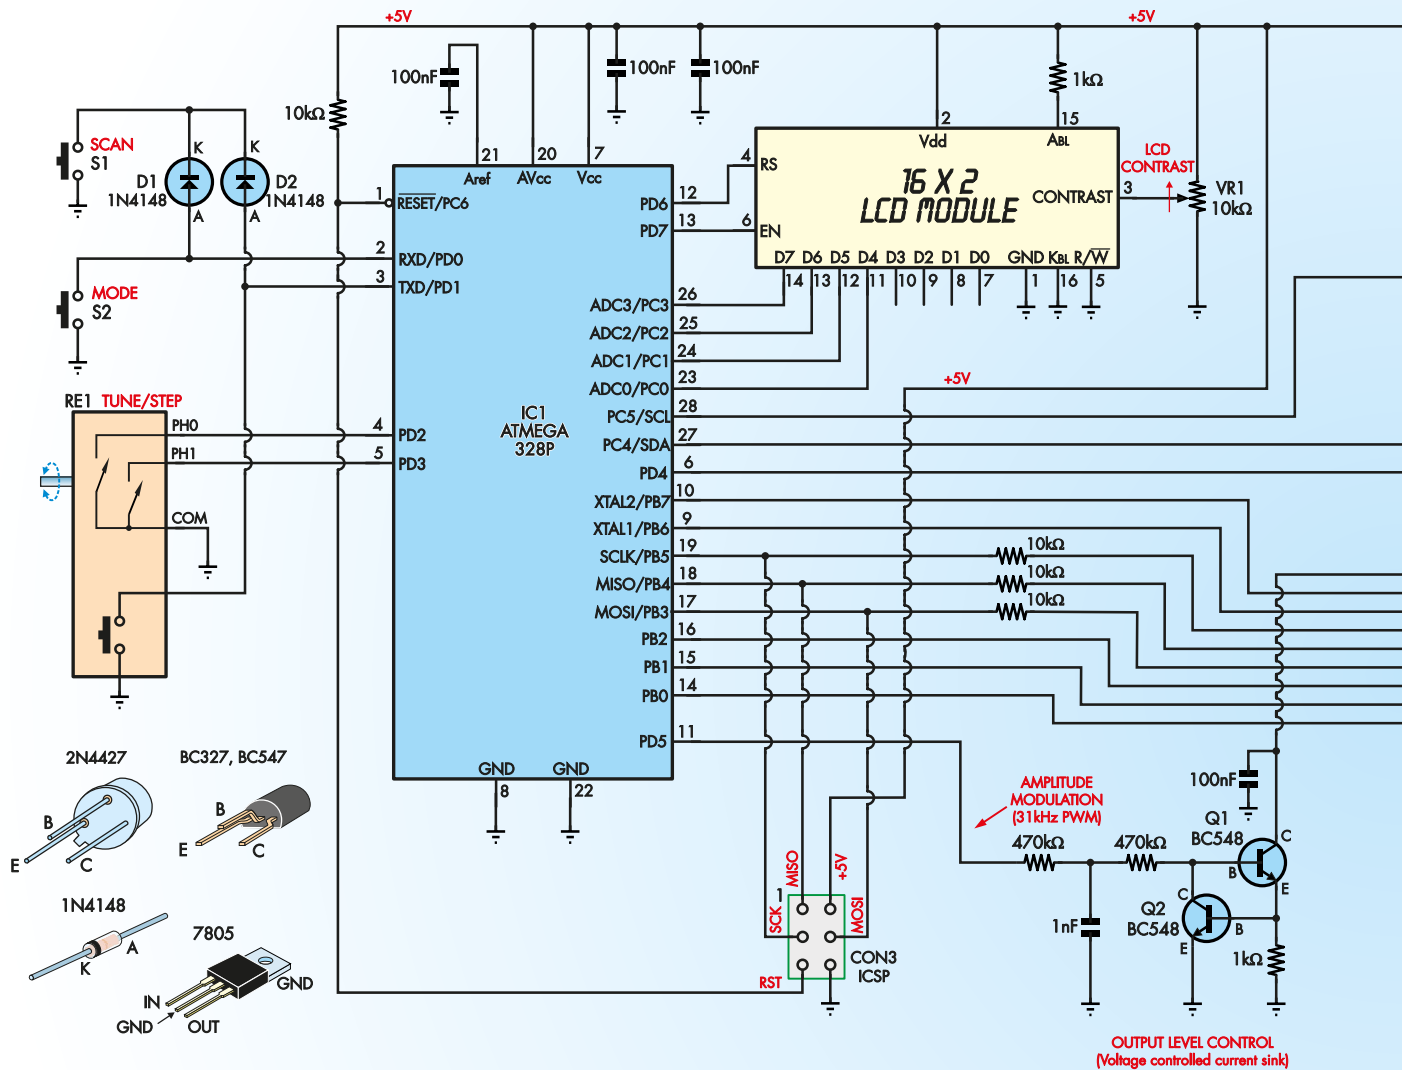 +5V
+5V
100nF
100nF
100nF
10kΩ
1kΩ
SCAN
S1
K
K
D1
1N4148
D2
1N4148
A
A
MODE
S2
21
20
7
Aref
AVcc
Vcc
1
RESET/PC6
2
RXD/PD0
3
TXD/PD1
4
PD2
5
PD3
IC1
ATMEGA
328P
PD6
12
PD7
13
ADC3/PC3
26
ADC2/PC2
25
ADC1/PC1
24
ADC0/PC0
23
PC5/SCL
28
PC4/SDA
27
PD4
6
XTAL2/PB7
10
XTAL1/PB6
9
SCLK/PB5
19
MISO/PB4
18
MOSI/PB3
17
PB2
16
PB1
15
PB0
14
PD5
11
GND
GND
8
22
2
15
Vdd
ABL
4
RS
6
EN
16 X 2
LCD MODULE
CONTRAST
3
LCD
CONTRAST
VR1
10kΩ
D7 D6 D5 D4 D3 D2 D1 D0 GND KBL R/W
14 13 12 11 10 9 8 7 1 16 5
+5V
RE1 TUNE/STEP
PH0
PH1
COM
10kΩ
10kΩ
10kΩ
2N4427
B
E
C
BC327, BC547
B
E
C
1N4148
A
K
7805
GND
IN
GND
OUT
MISO
+5V
1
SCK
MOSI
CON3
ICSP
RST
AMPLITUDE
MODULATION
(31kHz PWM)
470kΩ
470kΩ
1nF
100nF
Q1
BC548
C
B
E
Q2
BC548
C
B
E
1kΩ
OUTPUT LEVEL CONTROL
(Voltage controlled current sink)